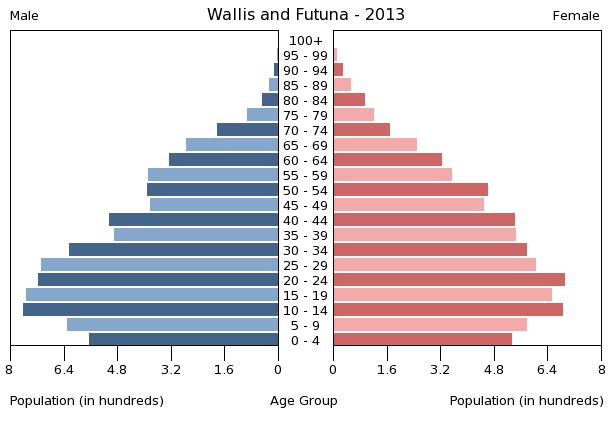 Male Wallis and Futuna - 2013 Female
100+
95 - 99
90 - 94
85 - 89
80 - 84
75 - 79
70 - 74
65 - 69
60 - 64
55 - 59
50 - 54
45 - 49
40 - 44
35 - 39
30 - 34
25 - 29
20 - 24
15 - 19
10 - 14
5 - 9
0 - 4
8 6.4 4.8 3.2 1.6 0 0 1.6 3.2 4.8 6.4 8
Population (in hundreds) Age Group Population (in hundreds)